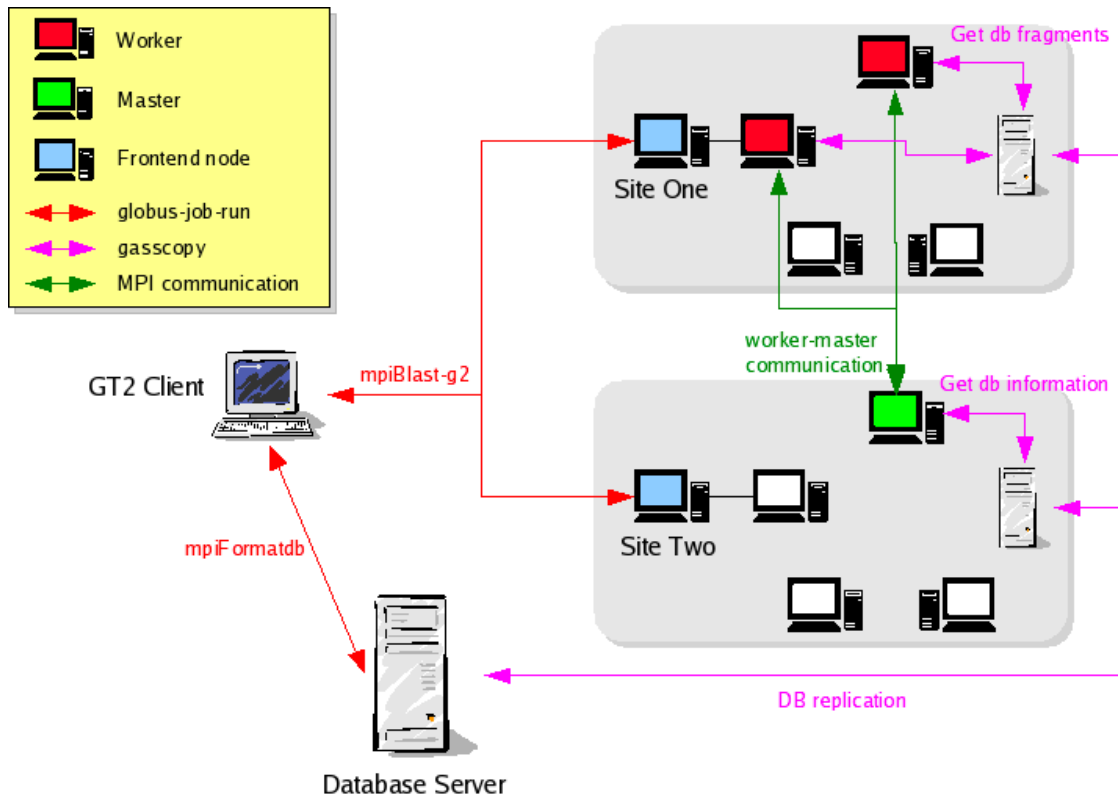 Worker
Master
Frontend node
globus-job-run
gasscopy
MPI communication
Get db fragments
Site One
worker-master
communication
GT2 Client
mpiBlast-g2
Get db information
Site Two
mpiFormatdb
DB replication
Database Server